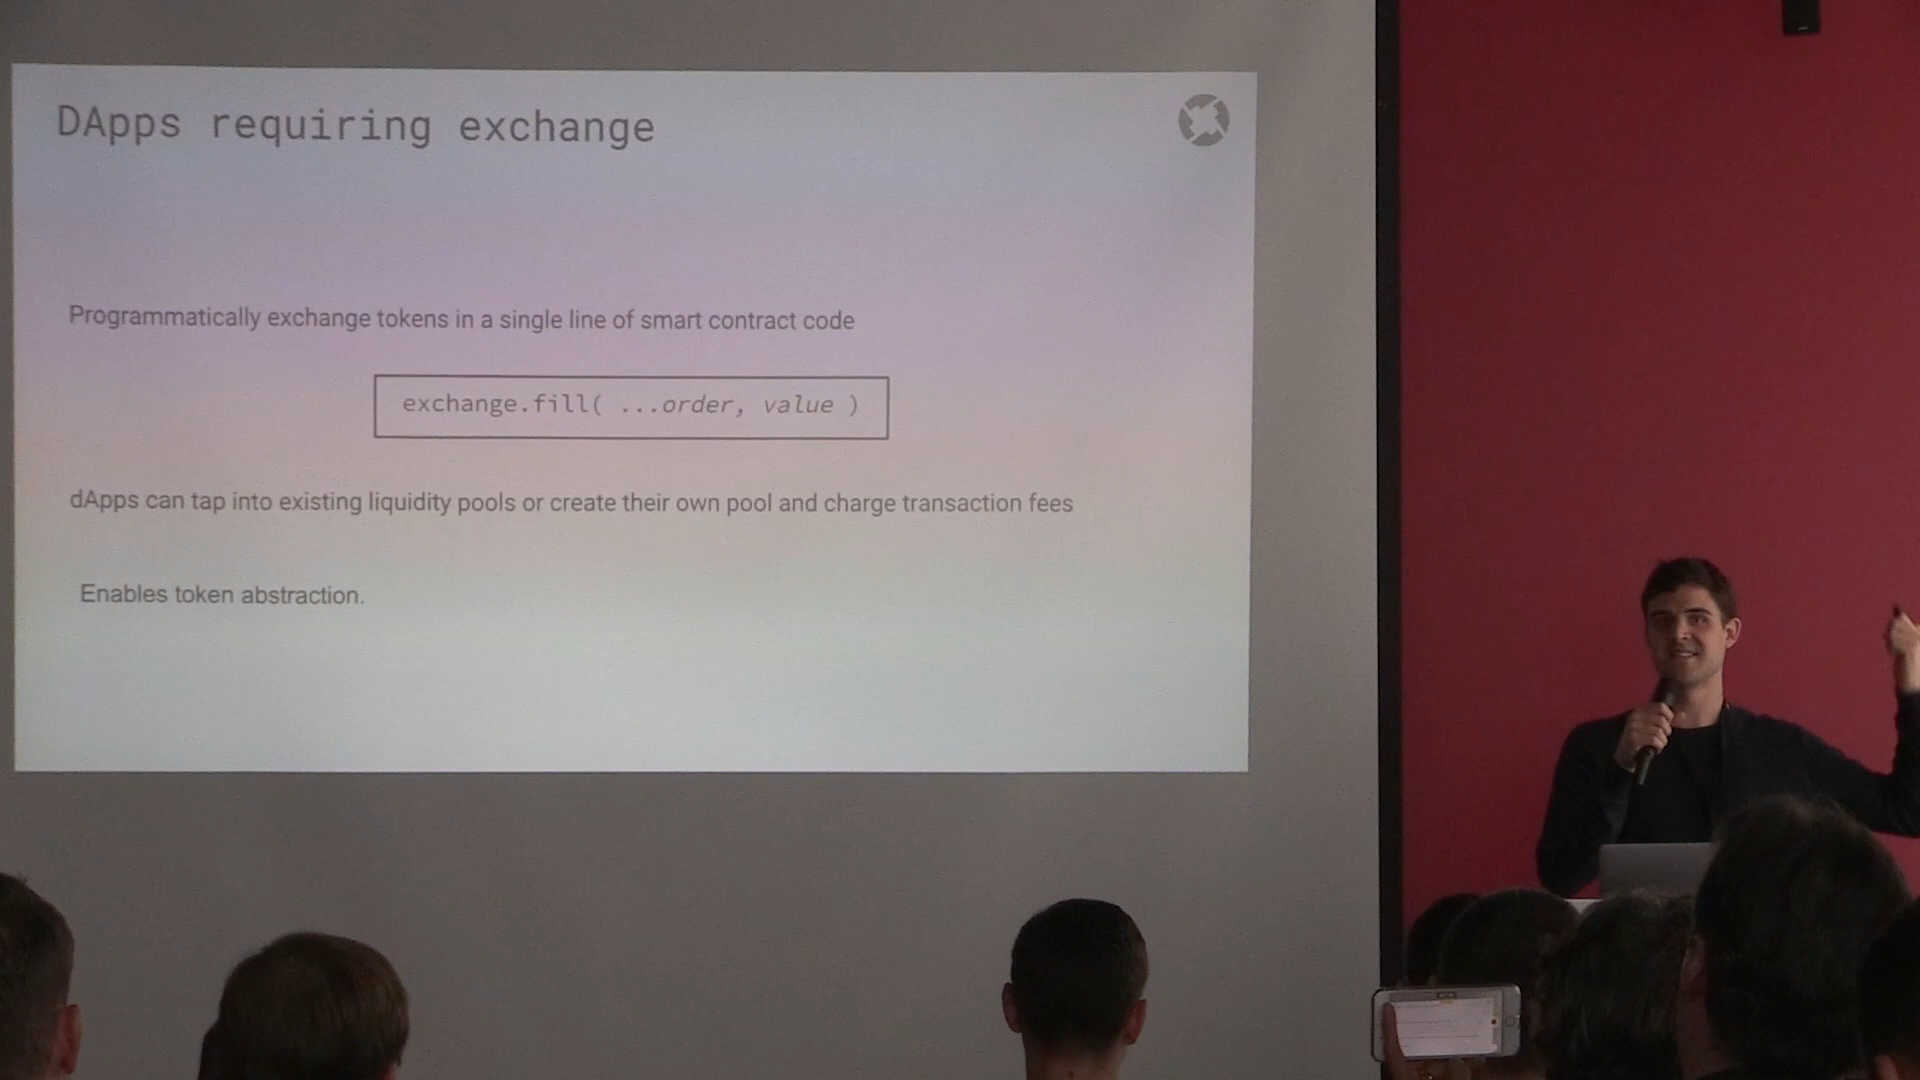 DApps requiring exchange
Programmatically exchange tokens in a single line of smart contract code
exchange.fill( ...order, value )
dApps can tap into existing liquidity pools or create their own pool and charge transaction fees
Enables token abstraction.